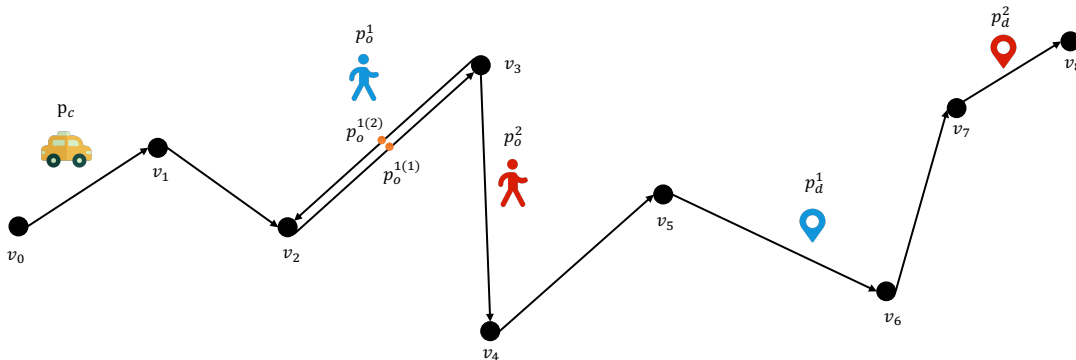 p_c
v_0
v_1
v_2
p_o^1
p_o^{1(2)}
p_o^{1(1)}
v_3
p_o^2
v_4
v_5
p_d^1
v_6
v_7
p_d^2
v_8